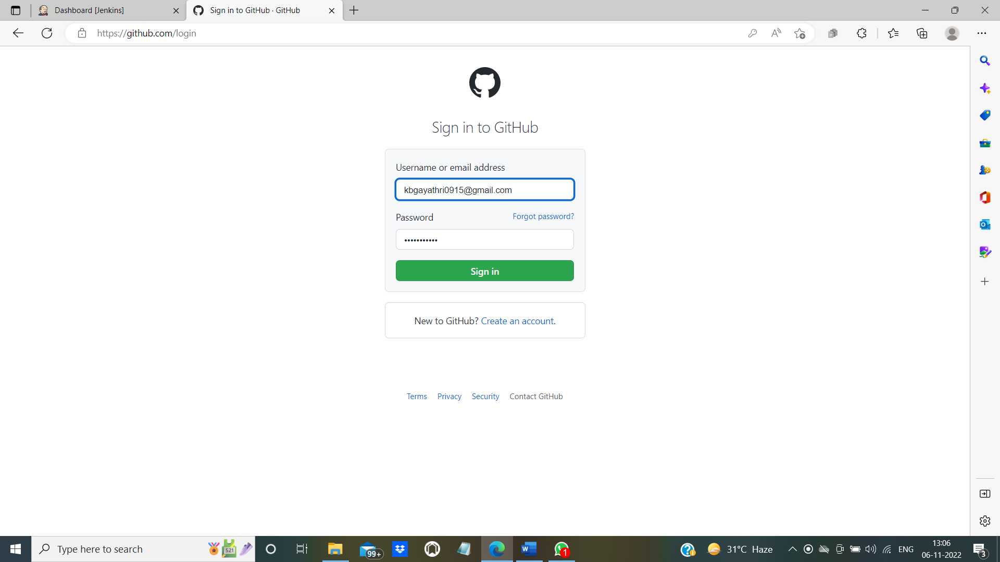 Dashboard [Jenkins]
Sign in to GitHub · GitHub
https://github.com/login
Sign in to GitHub
Username or email address
kbgayathri0915@gmail.com
Password
Forgot password?
•••••••••••
Sign in
New to GitHub? Create an account.
Terms Privacy Security Contact GitHub
Type here to search
521
99+
1
31°C Haze
ENG
13:06
06-11-2022
3